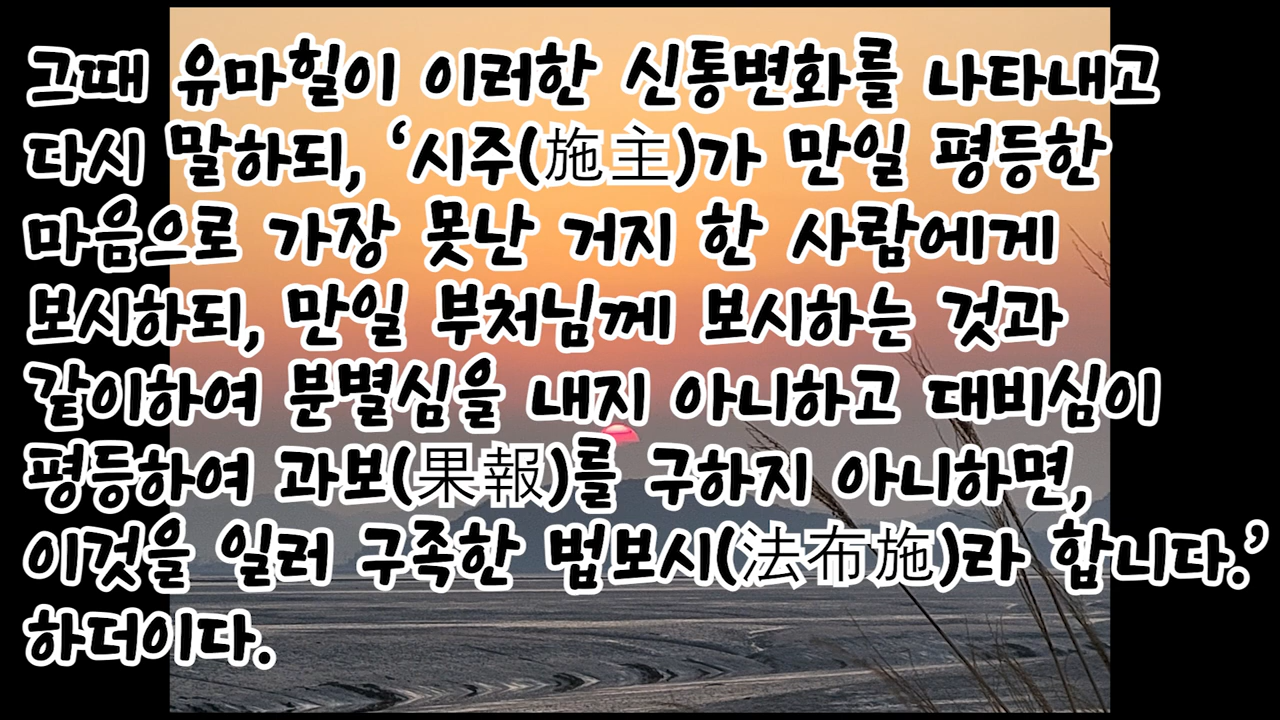 그때 유마힐이 이러한 신통변화를 나타내고
다시 말하되, ‘시주(施主)가 만일 평등한
마음으로 가장 못난 거지 한 사람에게
보시하되, 만일 부처님께 보시하는 것과
같이하여 분별심을 내지 아니하고 대비심이
평등하여 과보(果報)를 구하지 아니하면,
이것을 일러 구족한 법보시(法布施)라 합니다.’
하더이다.